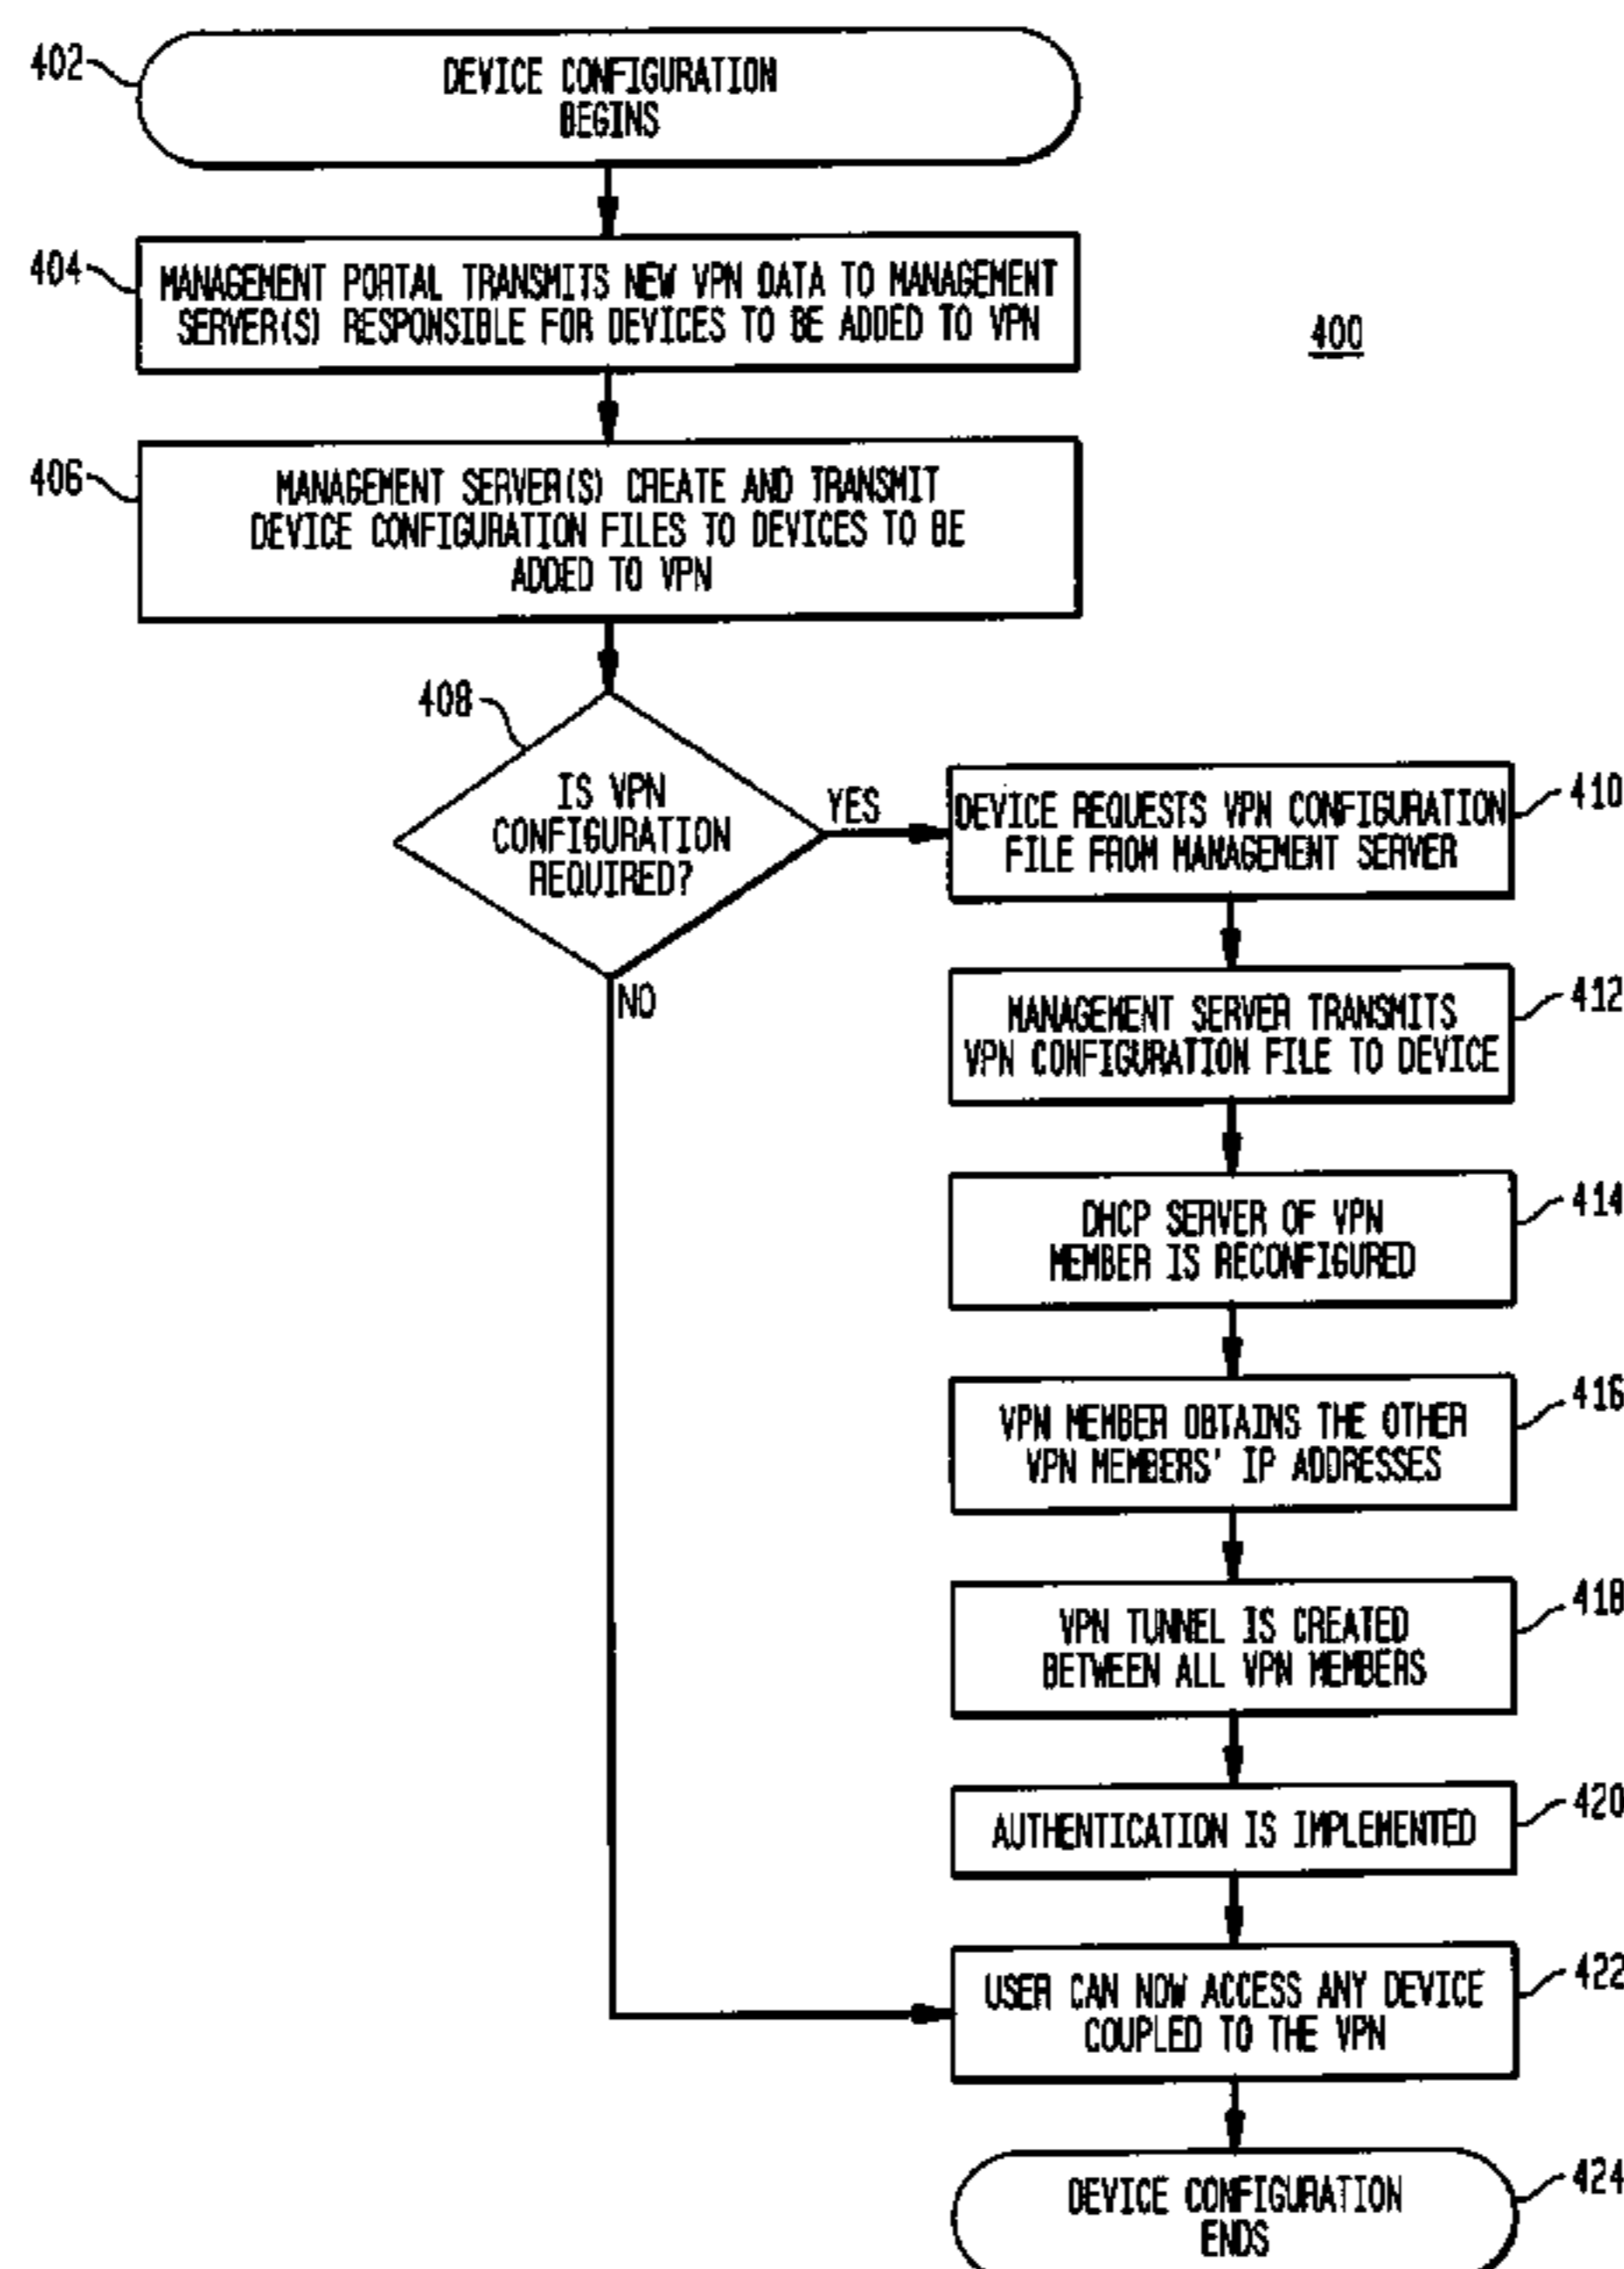 402
DEVICE CONFIGURATION
BEGINS
404
MANAGEMENT PORTAL TRANSMITS NEW VPN DATA TO MANAGEMENT
SERVER(S) RESPONSIBLE FOR DEVICES TO BE ADDED TO VPN
400
406
MANAGEMENT SERVER(S) CREATE AND TRANSMIT
DEVICE CONFIGURATION FILES TO DEVICES TO BE
ADDED TO VPN
408
IS VPN
CONFIGURATION
REQUIRED?
YES
NO
DEVICE REQUESTS VPN CONFIGURATION
FILE FROM MANAGEMENT SERVER
410
MANAGEMENT SERVER TRANSMITS
VPN CONFIGURATION FILE TO DEVICE
412
DHCP SERVER OF VPN
MEMBER IS RECONFIGURED
414
VPN MEMBER OBTAINS THE OTHER
VPN MEMBERS' IP ADDRESSES
416
VPN TUNNEL IS CREATED
BETWEEN ALL VPN MEMBERS
418
AUTHENTICATION IS IMPLEMENTED
420
USER CAN NOW ACCESS ANY DEVICE
COUPLED TO THE VPN
422
DEVICE CONFIGURATION
ENDS
424